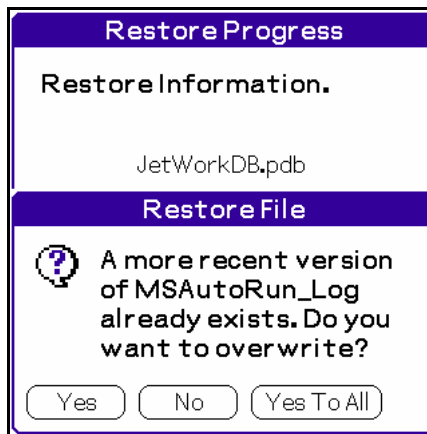 Restore Progress
Restore Information.
JetWorkDB.pdb
Restore File
A more recent version
of MSAutoRun_Log
already exists. Do you
want to overwrite?
Yes No Yes To All